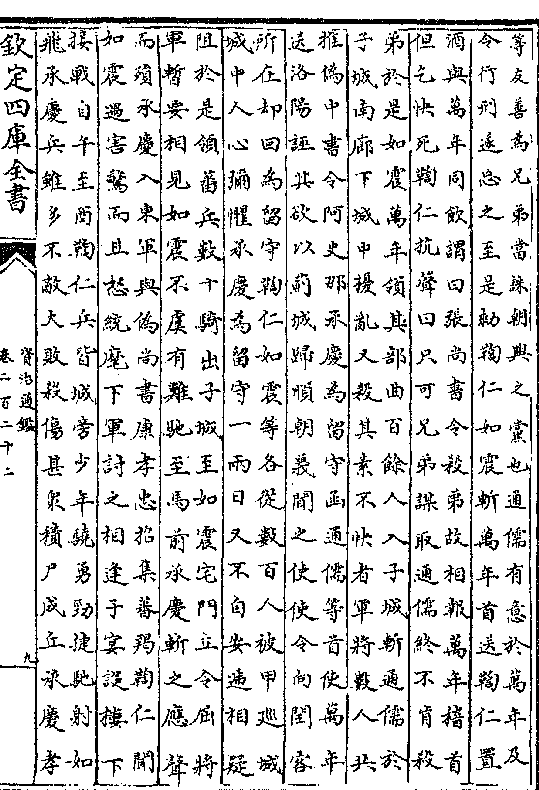 等友善為兄弟當誅朝興之黨也通儒有意於萬年及
令行刑遂忘之至是勅鞫仁如震斬萬年首送鞫仁置
酒與萬年同飲謂曰張尚書令殺弟故相報萬年稽首
但乞快死鞫仁抗聲曰只可兄弟謀取通儒終不肯殺
弟於是如震萬年領其部曲百餘人入子城斬通儒於
子城南廊下城中擾亂又殺其素不快者軍將數人共
推偽中書令阿史那承慶為留守函通儒等首使萬年
送洛陽誣其欲以薊城歸順朝義聞之使使令向閏客
所在却回為留守鞫仁如震等各從數百人被甲巡城
城中人心彌懼承慶為留守一兩日又不自安遞相疑
阻於是領蕃兵數十騎出子城至如震宅門立令屈將
軍暫要相見如震不虞有難馳至馬前承慶斬之應聲
而殞承慶入東軍與偽尚書康孝忠招集蕃羯鞫仁聞
如震遇害驚而且怒統麾下軍討之相逢于宴設樓下
接戰自午至酉鞫仁兵皆城旁少年驍勇勁捷馳射如
飛承慶兵雖多不敵大敗殺傷甚衆積尸成丘承慶孝
欽定四庫全書
資治通鑑
卷二百二十二
九